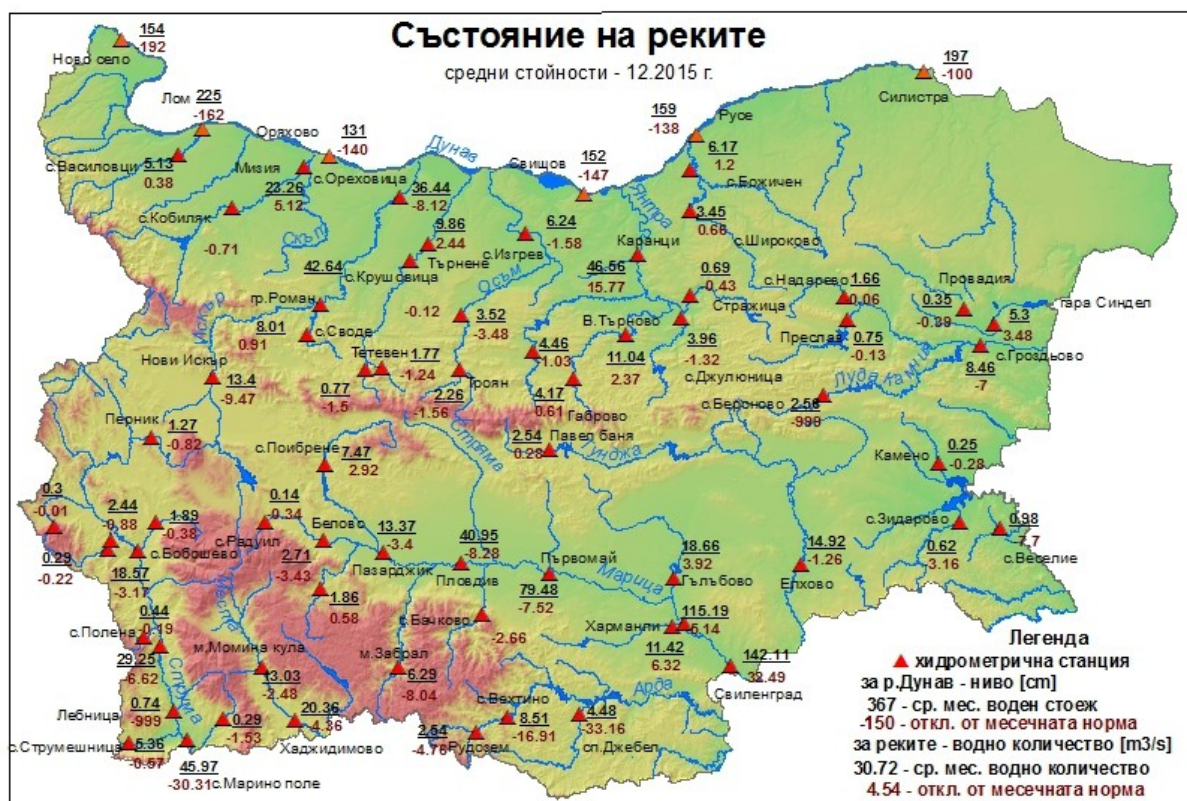 Състояние на реките
средни стойности - 12.2015 г.
154
-192
Ново село
197
-100
Силистра
Лом
225
-162
Оряхово
131
-140
Дунав
Свищов
152
-147
159
-138
Русе
6.17
1.2
с.Божичен
с.Василовци
5.13
0.38
Мизия
с.Ореховица
23.26
5.12
36.44
-8.12
с.Кобиляк
-0.71
Скът
9.86
2.44
Търнене
с.Крушовица
с.Изгрев
6.24
-1.58
Янтра
3.45
0.66
с.Широково
Каранци
46.56
15.77
0.69
0.43
Стражица
с.Надарево
1.66
0.06
Провадия
0.35
-0.39
гара Синдел
5.3
3.48
42.64
гр.Роман
Искър
-0.12
Осъм
3.52
-3.48
В.Търново
11.04
2.37
3.96
-1.32
с.Джулюница
Преслав
0.75
-0.13
с.Гроздьово
8.46
-7
8.01
0.91
с.Своде
Нови Искър
13.4
-9.47
Тетевен
1.77
-1.24
0.77
-1.5
Троян
2.26
-1.56
4.46
1.03
4.17
0.61
Габрово
Луда Камчия
с.Бероново
2.56
-999
Перник
1.27
-0.82
с.Поибрене
7.47
2.92
Стряма
2.54
0.28
Павел баня
Тунджа
Камено
0.25
-0.28
0.3
-0.01
0.29
-0.22
2.44
-0.88
1.89
-0.38
с.Бобошево
0.14
-0.34
с.Радуил
Белово
2.71
-3.43
13.37
-3.4
Пазарджик
40.95
-8.28
Пловдив
Първомай
79.48
-7.52
Марица
18.66
3.92
Гълъбово
14.92
-1.26
Елхово
с.Зидарово
0.62
-3.16
0.98
-7.7
с.Веселие
18.57
-3.17
1.86
0.58
Места
с.Бачково
-2.66
Харманли
11.42
6.32
115.19
-5.14
142.11
32.49
Свиленград
0.44
-0.19
с.Полена
29.25
-6.62
Струма
м.Момина кула
13.03
-2.48
м.Забрал
6.29
-8.04
Арда
с.Вехтино
8.51
-16.91
4.48
-33.16
сп.Джебел
Лебница
0.74
-999
0.29
-1.53
20.36
-4.36
Хаджидимово
2.54
-4.76
Рудозем
с.Струмешница
5.36
-0.57
45.97
-30.31
с.Марино поле
Легенда
хидрометрична станция
за р.Дунав - ниво [cm]
367 - ср. мес. воден стоеж
-150 - откл. от месечната норма
за реките - водно количество [m3/s]
30.72 - ср. мес. водно количество
4.54 - откл. от месечната норма